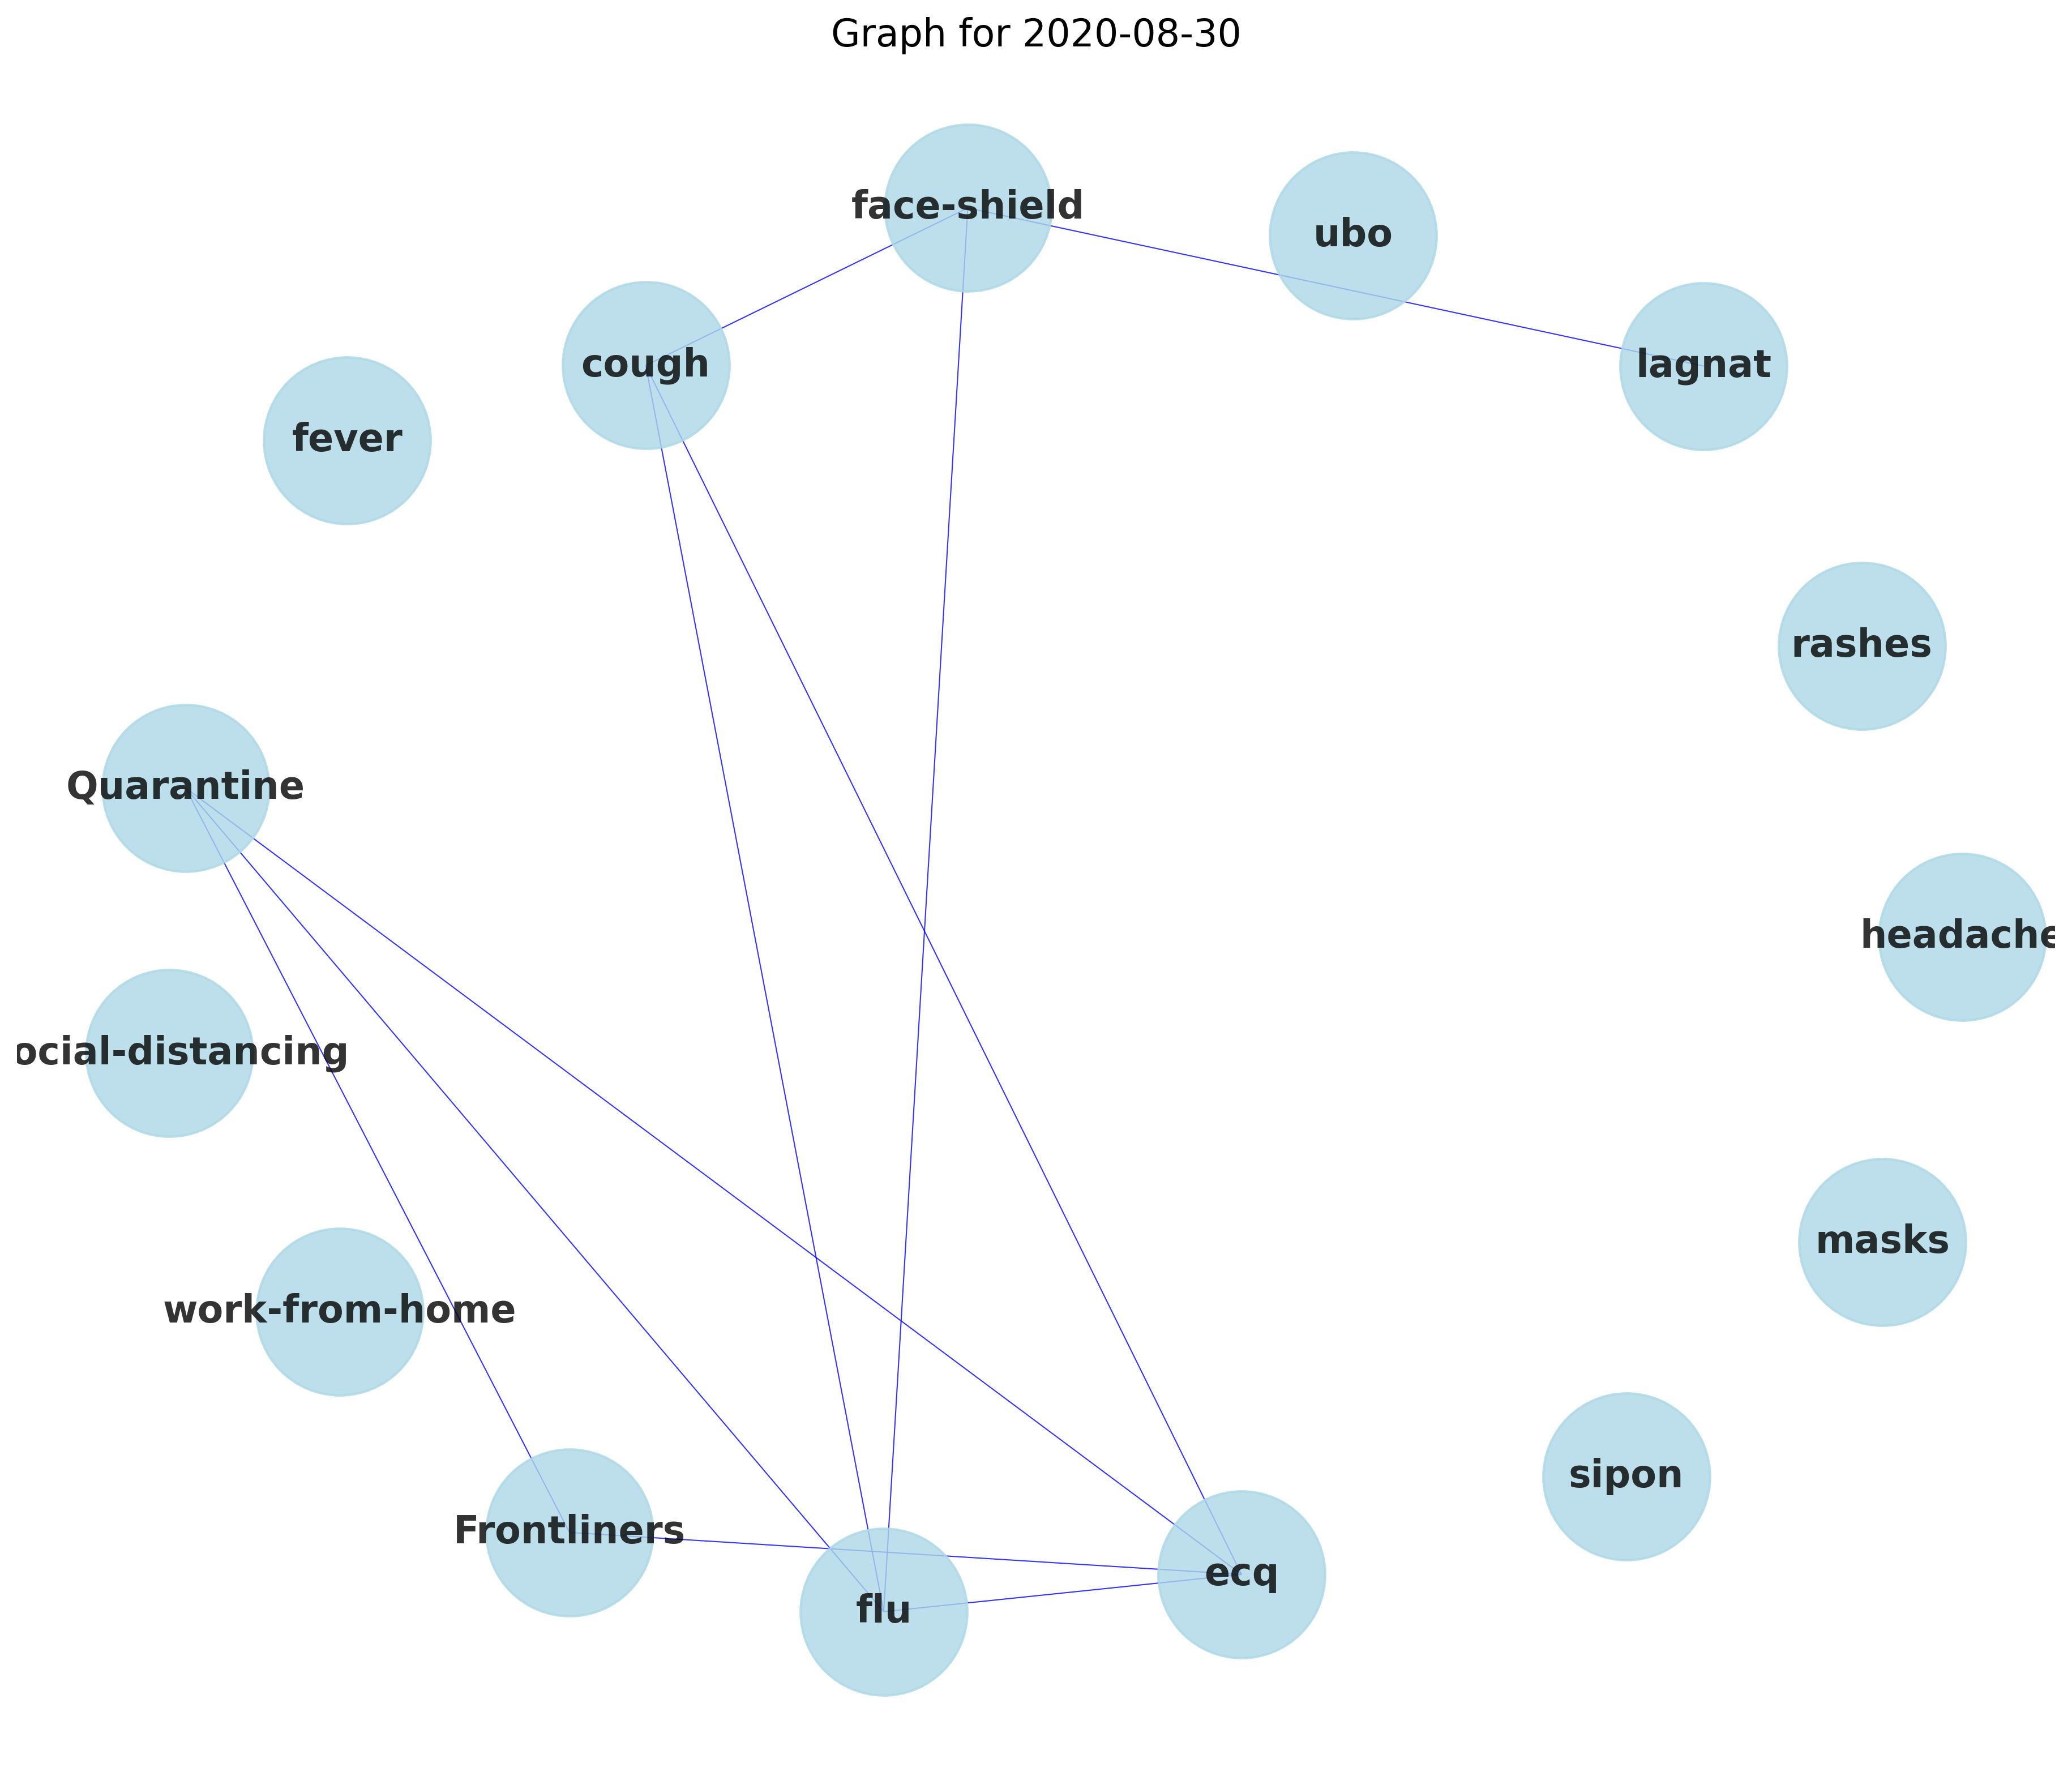 Graph for 2020-08-30
face-shield
ubo
cough
lagnat
fever
rashes
Quarantine
headache
ocial-distancing
masks
work-from-home
sipon
Frontliners
ecq
flu